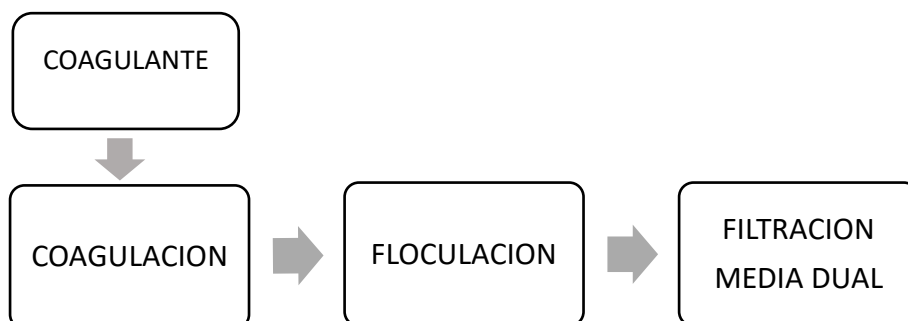 COAGULANTE
COAGULACION
FLOCULACION
FILTRACION
MEDIA DUAL